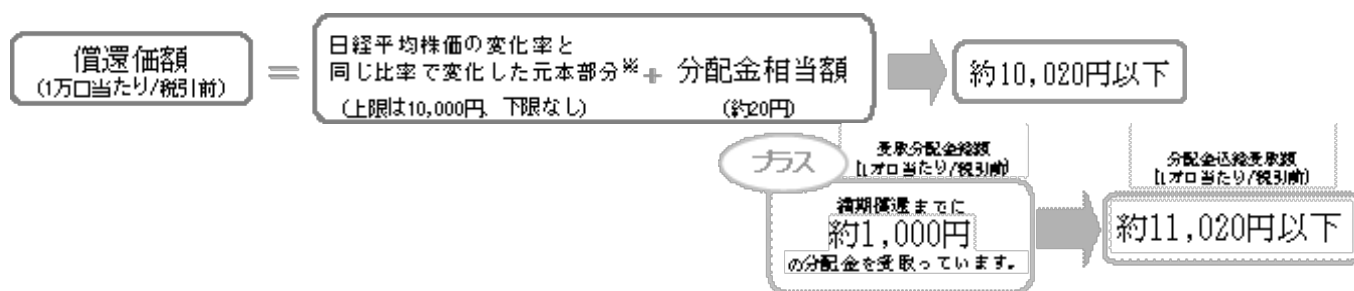 償還価額
(1万口当たり/税引前)
＝
日経平均株価の変化率と
同じ比率で変化した元本部分※
(上限は10,000円、下限なし)
+
分配金相当額
(約20円)
約10,020円以下
プラス
受取分配金総額
(1万口当たり/税引前)
満期償還までに
約1,000円
の分配金を受取っています。
分配金込総受取額
(1万口当たり/税引前)
約11,020円以下